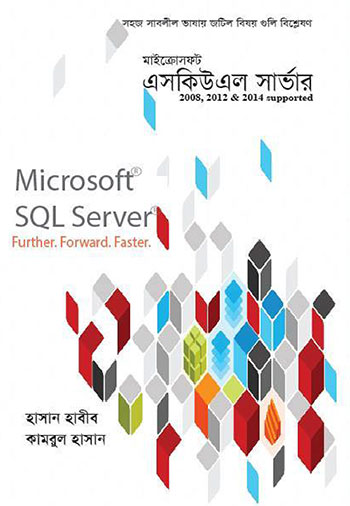 সহজ সাবলীল ভাষায় জটিল বিষয় গুলি বিশ্লেষণ
মাইক্রোসফট
এসকিউএল সার্ভার
2008, 2012 & 2014 supported
Microsoft®
SQL Server®
Further. Forward. Faster.
হাসান হাবীব
কামরুল হাসান